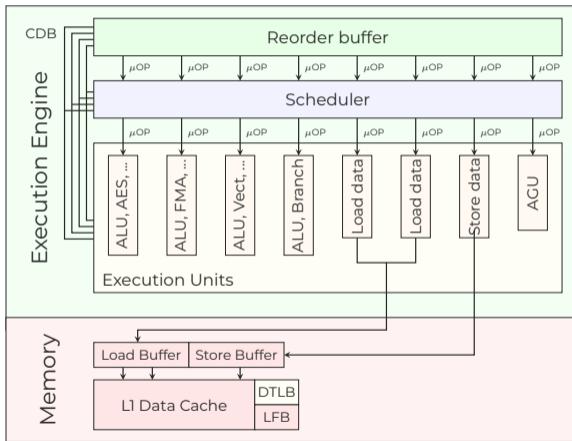 CDB
Reorder buffer
μOP μOP μOP μOP μOP μOP μOP μOP
Scheduler
μOP μOP μOP μOP μOP μOP μOP μOP
Execution Engine
ALU, AES, ...
ALU, FMA, ...
ALU, Vect, ...
ALU, Branch
Load data
Load data
Store data
AGU
Execution Units
Memory
Load Buffer
Store Buffer
L1 Data Cache
DTLB
LFB